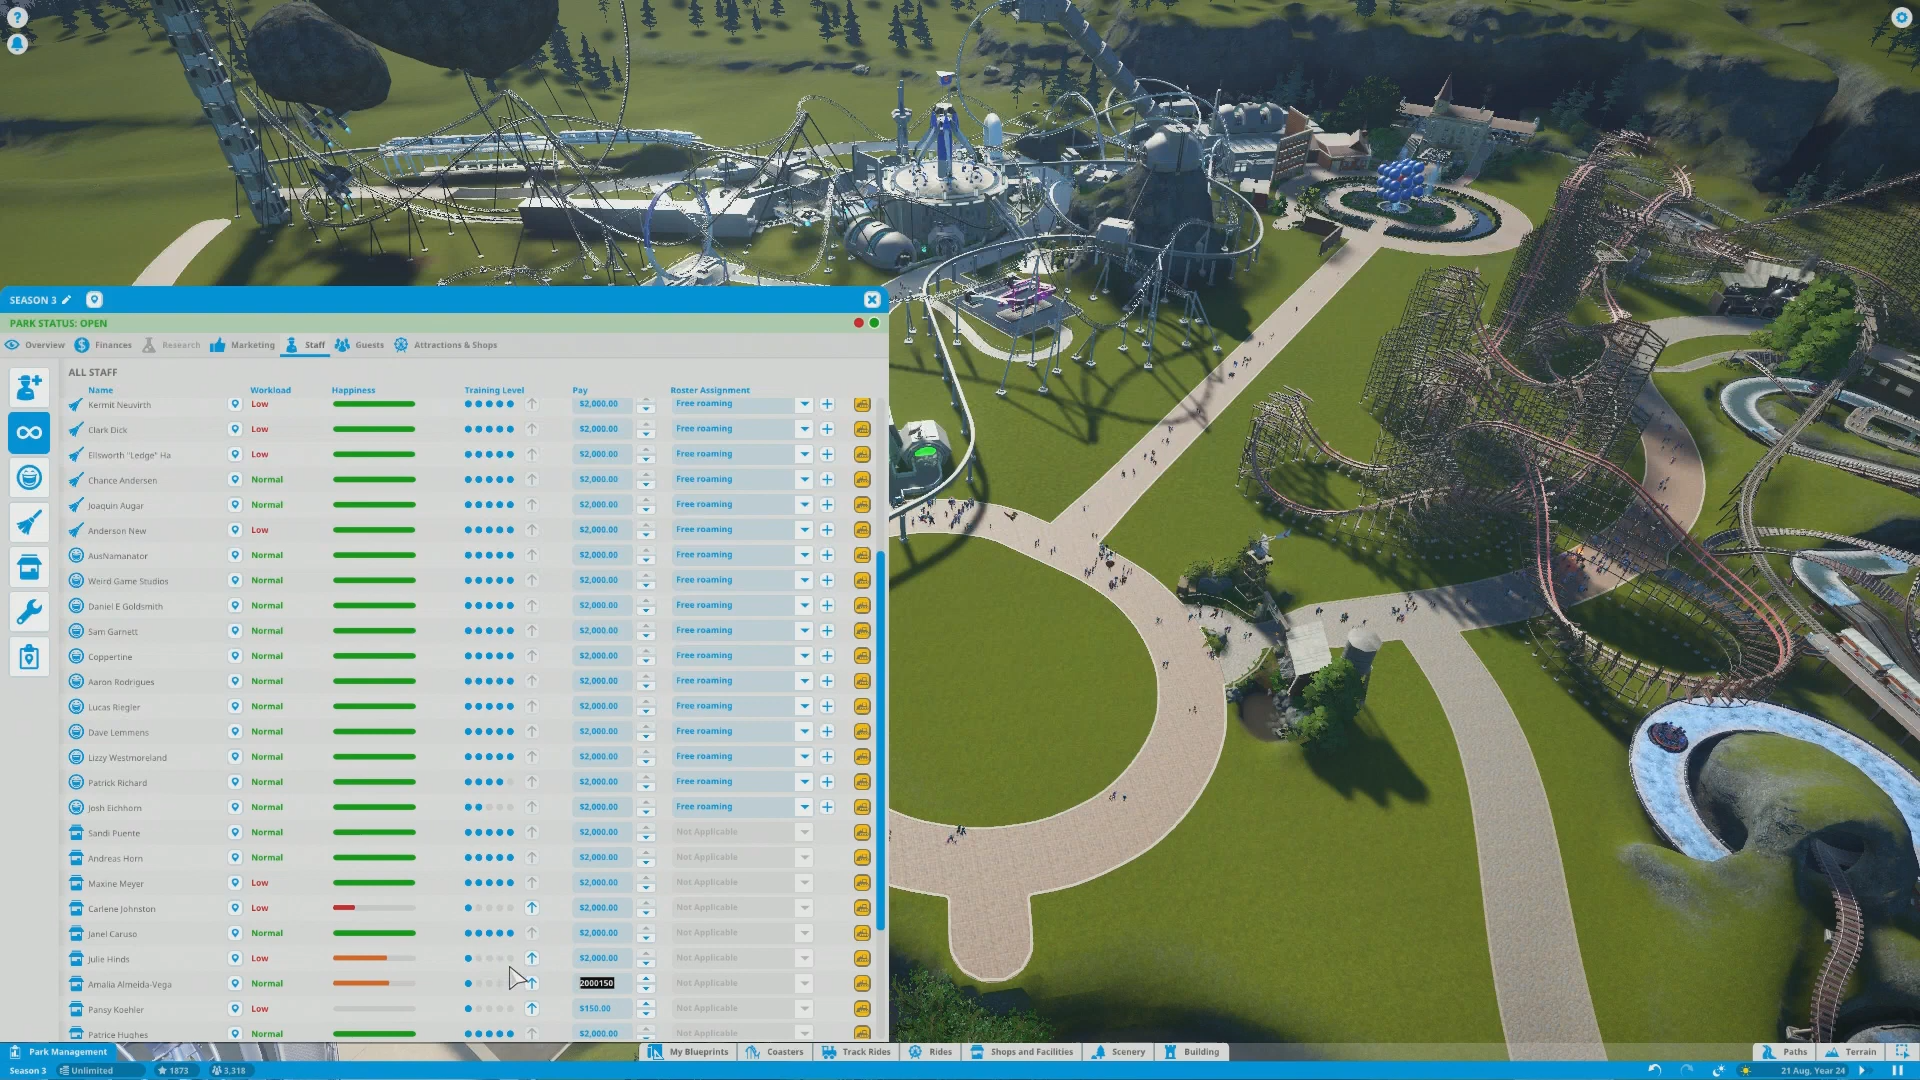 SEASON 3
PARK STATUS: OPEN
Overview Finances Research Marketing Staff Guests Attractions & Shops
ALL STAFF
Name Workload Happiness Training Level Pay Roster Assignment
Kermit Neuvirth Low $2,000.00 Free roaming
Clark Dick Low $2,000.00 Free roaming
Ellsworth "Ledge" Ha Low $2,000.00 Free roaming
Chance Andersen Normal $2,000.00 Free roaming
Joaquin Augar Normal $2,000.00 Free roaming
Anderson New Low $2,000.00 Free roaming
AusNamanator Normal $2,000.00 Free roaming
Weird Game Studios Normal $2,000.00 Free roaming
Daniel E Goldsmith Normal $2,000.00 Free roaming
Sam Garnett Normal $2,000.00 Free roaming
Coppertine Normal $2,000.00 Free roaming
Aaron Rodrigues Normal $2,000.00 Free roaming
Lucas Riegler Normal $2,000.00 Free roaming
Dave Lemmens Normal $2,000.00 Free roaming
Lizzy Westmoreland Normal $2,000.00 Free roaming
Patrick Richard Normal $2,000.00 Free roaming
Josh Eichhorn Normal $2,000.00 Free roaming
Sandi Puente Normal $2,000.00 Not Applicable
Andreas Horn Normal $2,000.00 Not Applicable
Maxine Meyer Low $2,000.00 Not Applicable
Carlene Johnston Low $2,000.00 Not Applicable
Janel Caruso Normal $2,000.00 Not Applicable
Julie Hinds Low $2,000.00 Not Applicable
Amalia Almeida-Vega Normal 2000150 Not Applicable
Pansy Koehler Low $150.00 Not Applicable
Patrice Hughes Normal $2,000.00 Not Applicable
Park Management My Blueprints Coasters Track Rides Rides Shops and Facilities Scenery Building Paths Terrain
Season 3 Unlimited 1873 3,318 21 Aug, Year 24